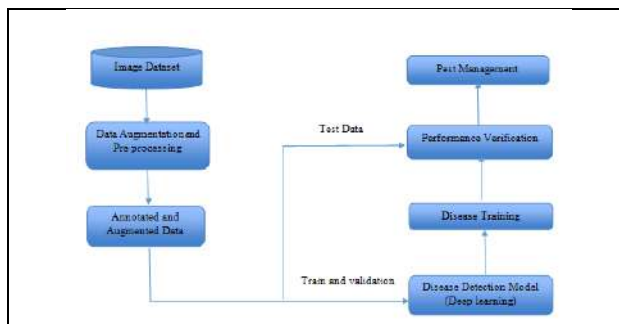 Image Dataset
Data Augmentation and
Pre processing
Annotated and
Augmented Data
Test Data
Train and validation
Pest Management
Performance Verification
Disease Training
Disease Detection Model
(Deep learning)